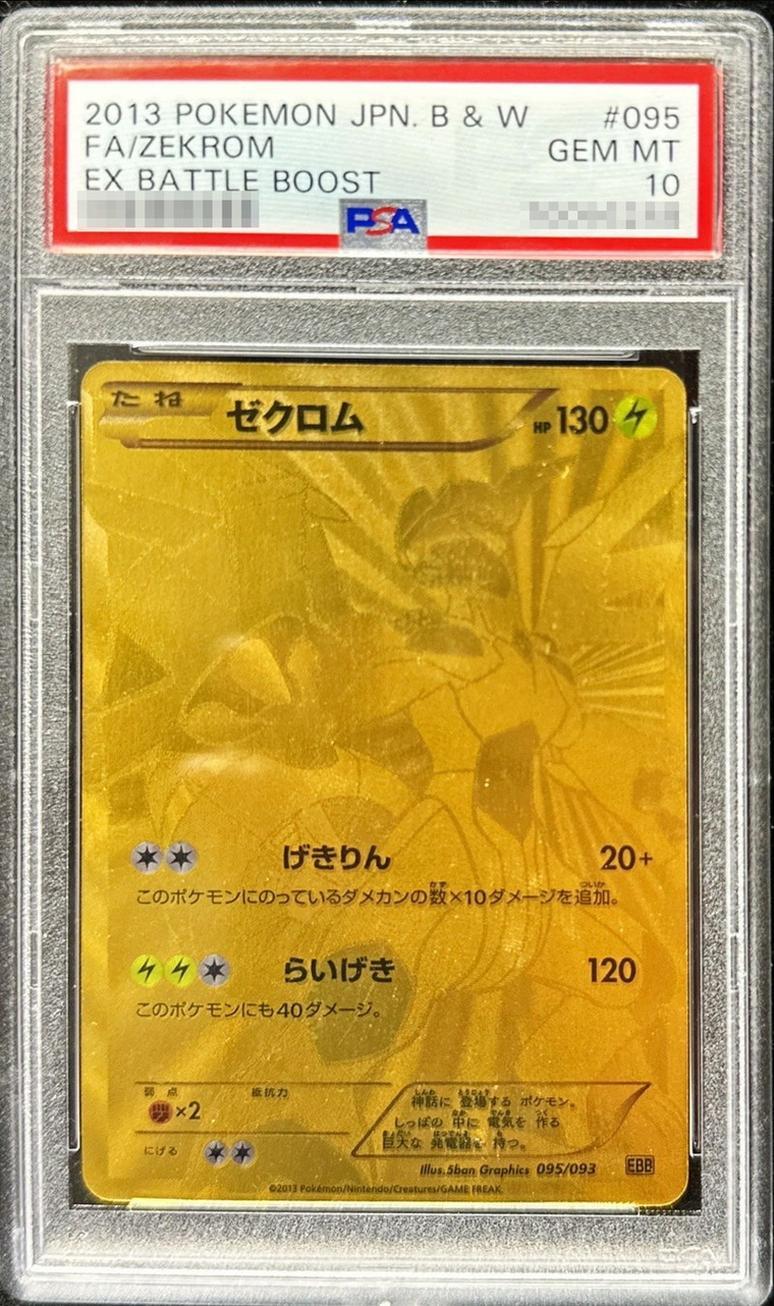 2013 POKEMON JPN. B & W #095
FA/ZEKROM GEM MT
EX BATTLE BOOST 10
PSA
たね ゼクロム HP 130
げきりん 20+
このポケモンにのっているダメカンの数×10ダメージを追加。
らいげき 120
このポケモンにも40ダメージ。
弱点 抵抗力
×2
にげる
神話に 登場する ポケモン。
しっぽの 中に 電気を 作る
巨大な 発電器を 持つ。
Illus.5ban Graphics 095/093 EBB
©2013 Pokémon/Nintendo/Creatures/GAME FREAK.